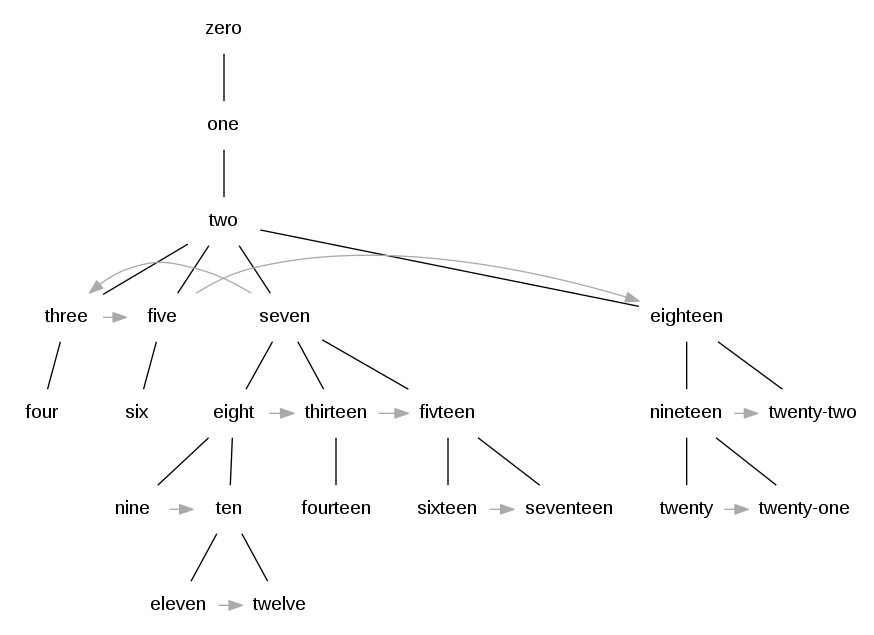 zero
one
two
three five seven eighteen
four six eight thirteen fivteen nineteen twenty-two
nine ten fourteen sixteen seventeen twenty twenty-one
eleven twelve